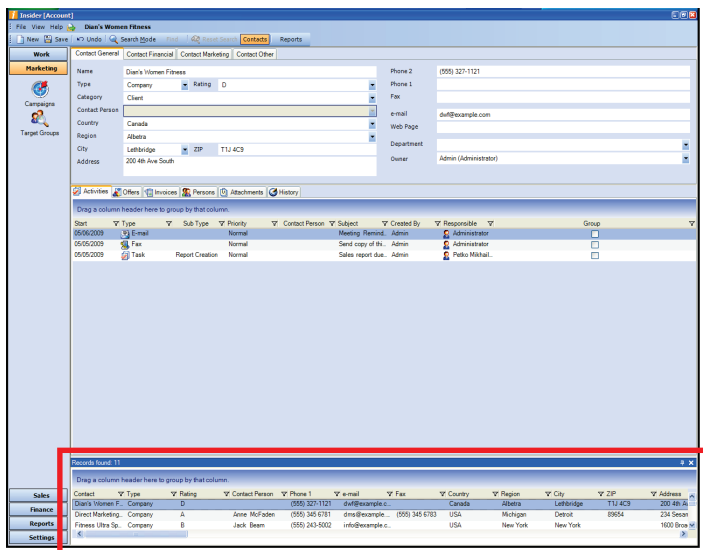 Insider [Account]
File View Help Dian's Women Fitness
New Save Undo Search Mode Contacts Reports
Work
Marketing
Campaigns
Target Groups
Contact General Contact Financial Contact Marketing Contact Other
Name Dian's Women Fitness
Type Company Rating D
Category Client
Contact Person
Country Canada
Region Albetra
City Lethbridge ZIP T1J 4C9
Address 200 4th Ave South
Phone 2 (555) 327-1121
Phone 1
Fax
e-mail dwf@example.com
Web Page
Department
Owner Admin (Administrator)
Activities Offers Invoices Persons Attachments History
Drag a column header here to group by that column.
Start Type Sub Type Priority Contact Person Subject Created By Responsible Group
05/06/2009 E-mail Normal Meeting Remind.. Admin Administrator
05/05/2009 Fax Normal Send copy of thi.. Admin Administrator
05/05/2009 Task Report Creation Normal Sales report due.. Admin Petko Mikhail..
Records found: 11
Drag a column header here to group by that column.
Contact Type Rating Contact Person Phone 1 e-mail Fax Country Region City ZIP Address
Dian's Women F.. Company D (555) 327-1121 dwf@example.c.. Canada Albetra Lethbridge T1J 4C9 200 4th A
Direct Marketing.. Company A Anne McFaden (555) 345 6781 dms@example.... (555) 345 6783 USA Michigan Detroit 89654 234 Sesan
Fitness Ultra Sp.. Company B Jack Beam (555) 243-5002 info@example.c.. USA New York New York 1600 Broa
Sales
Finance
Reports
Settings